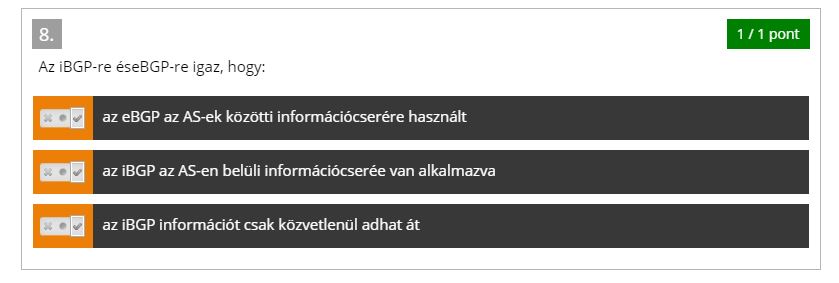 8.
1 / 1 pont
Az iBGP-re éseBGP-re igaz, hogy:
az eBGP az AS-ek közötti információcserére használt
az iBGP az AS-en belüli információcserée van alkalmazva
az iBGP információt csak közvetlenül adhat át